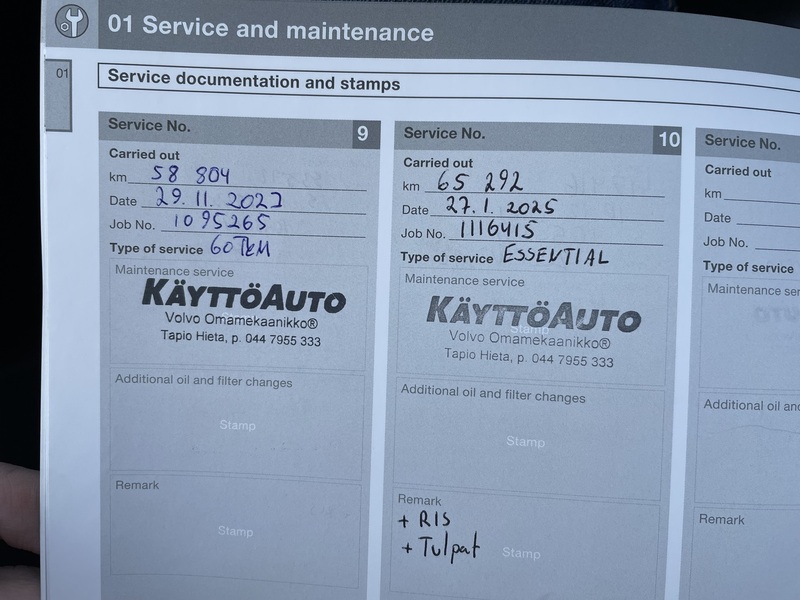 01 Service and maintenance
01
Service documentation and stamps
Service No. 9
Carried out
km 58 804
Date 29. 11. 2023
Job No. 1095265
Type of service 60TKM
Maintenance service
KÄYTTÖAUTO
Volvo Omamekaanikko®
Tapio Hieta, p. 044 7955 333
Additional oil and filter changes
Stamp
Remark
Stamp
Service No. 10
Carried out
km 65 292
Date 27. 1. 2025
Job No. 1116415
Type of service ESSENTIAL
Maintenance service
Stamp
KÄYTTÖAUTO
Volvo Omamekaanikko®
Tapio Hieta, p. 044 7955 333
Additional oil and filter changes
Stamp
Remark
+ RIS
+ Tulpat
Stamp
Service No.
Carried out
km
Date
Job No.
Type of service
Maintenance ser
Additional oil and
Remark